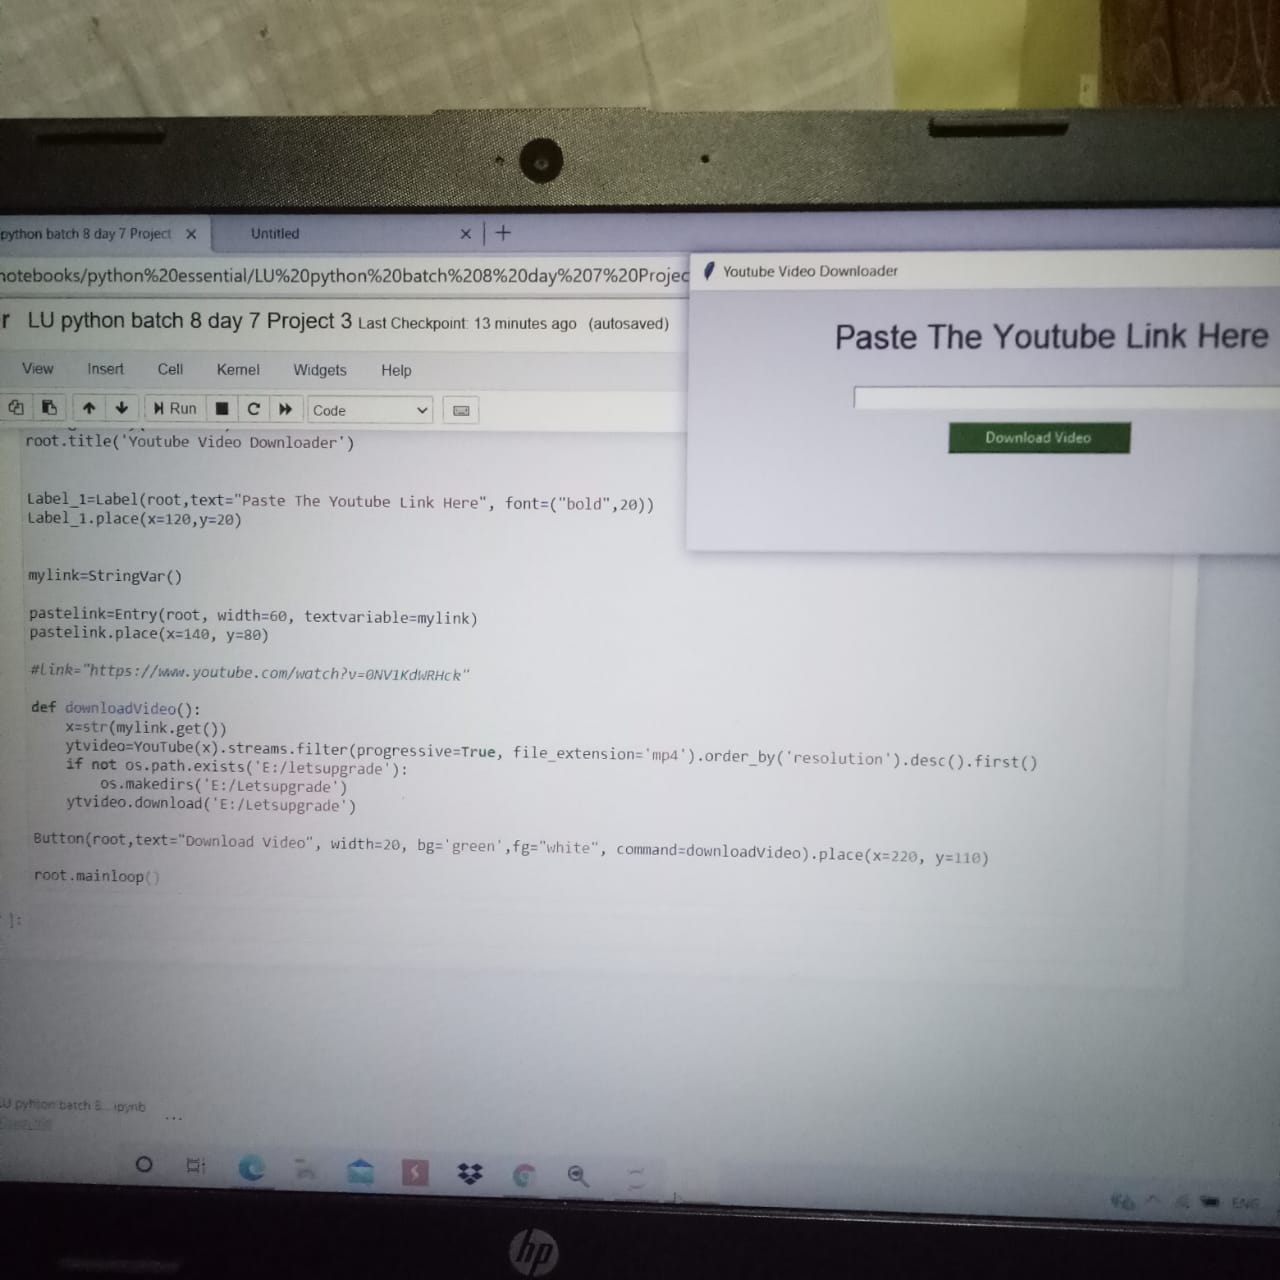 python batch 8 day 7 Project
Untitled
notebooks/python%20essential/LU%20python%20batch%208%20day%207%20Projec
r LU python batch 8 day 7 Project 3 Last Checkpoint: 13 minutes ago (autosaved)
View Insert Cell Kernel Widgets Help
Run Code
root.title('Youtube Video Downloader')
Label_1=Label(root,text="Paste The Youtube Link Here", font=("bold",20))
Label_1.place(x=120,y=20)
mylink=StringVar()
pastelink=Entry(root, width=60, textvariable=mylink)
pastelink.place(x=140, y=80)
#Link="https://www.youtube.com/watch?v=0NV1KdWRHck"
def downloadVideo():
x=str(mylink.get())
ytvideo=YouTube(x).streams.filter(progressive=True, file_extension='mp4').order_by('resolution').desc().first()
if not os.path.exists('E:/letsupgrade'):
os.makedirs('E:/Letsupgrade')
ytvideo.download('E:/Letsupgrade')
Button(root,text="Download Video", width=20, bg='green',fg="white", command=downloadVideo).place(x=220, y=110)
root.mainloop()
]:
Youtube Video Downloader
Paste The Youtube Link Here
Download Video
LU pyhton batch 8....ipynb
...
ENG
hp